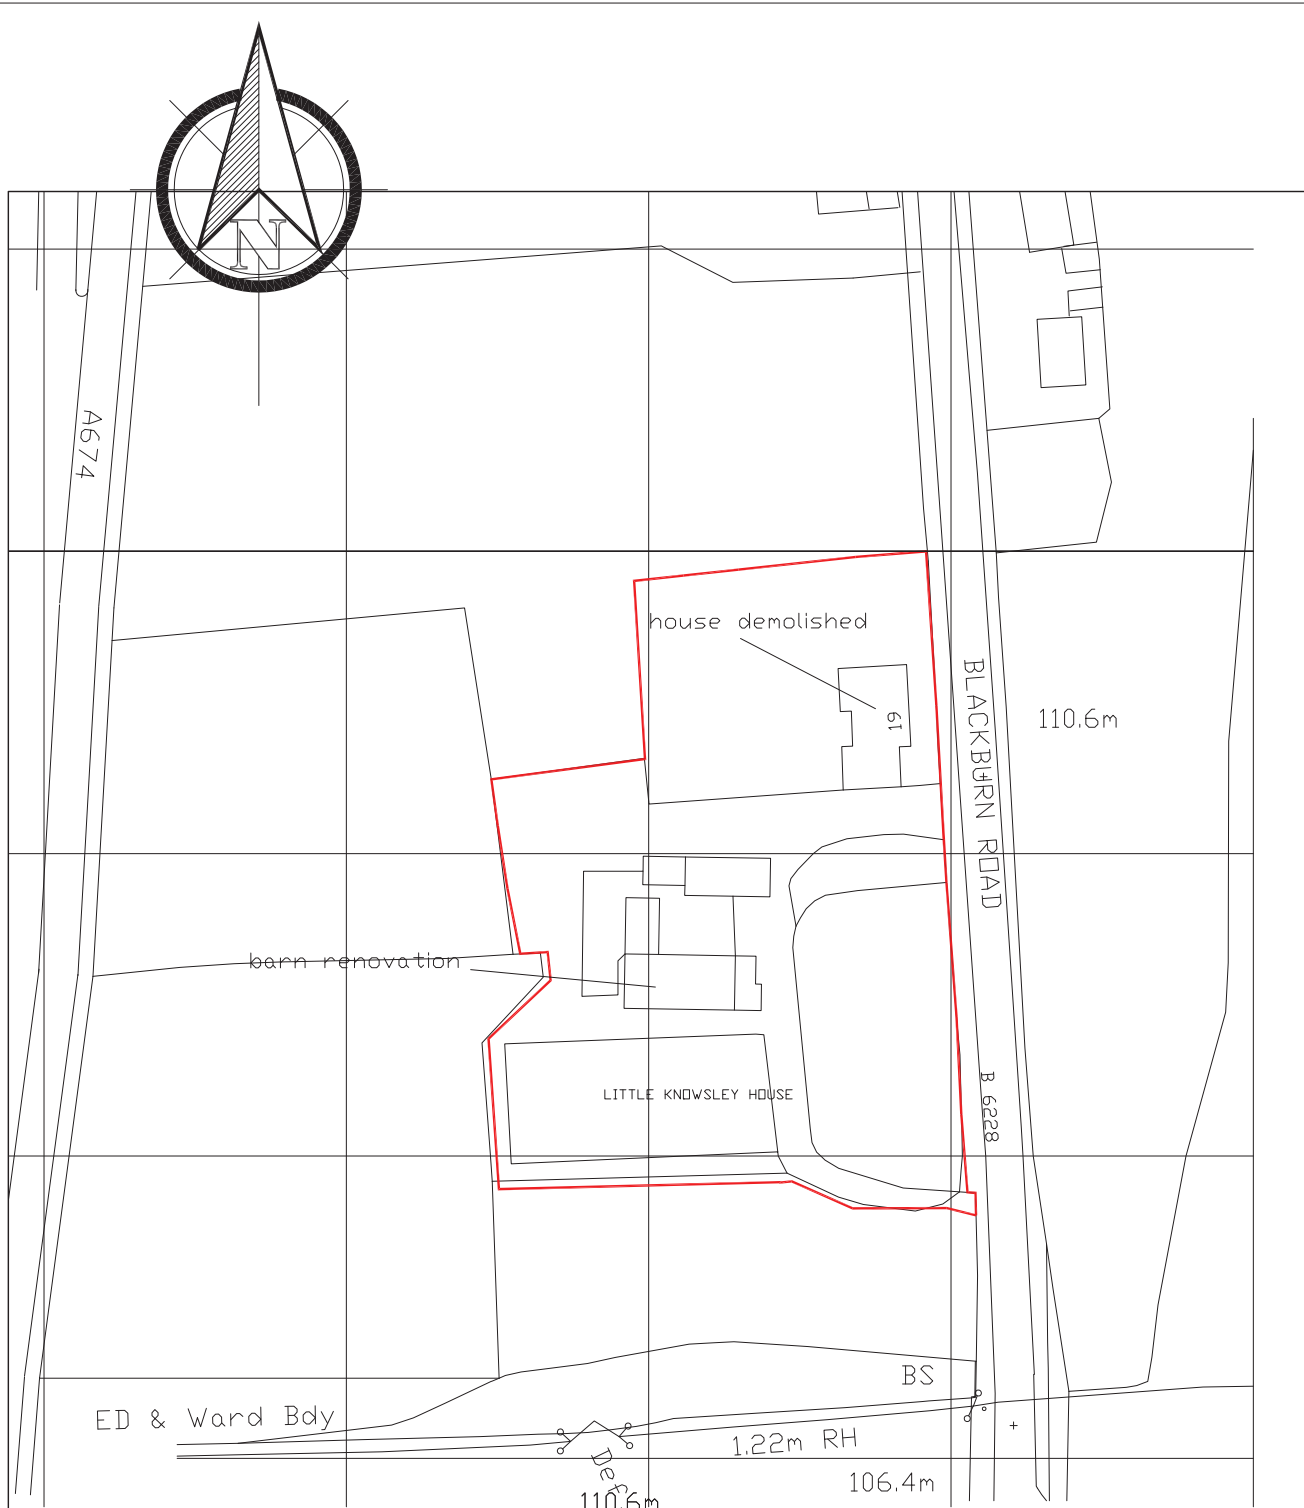 N
A674
house demolished
19
BLACKBURN ROAD
110.6m
barn renovation
LITTLE KNOWSLEY HOUSE
B 6228
BS
ED & Ward Bdy
1.22m RH
Def
106.4m
110.6m